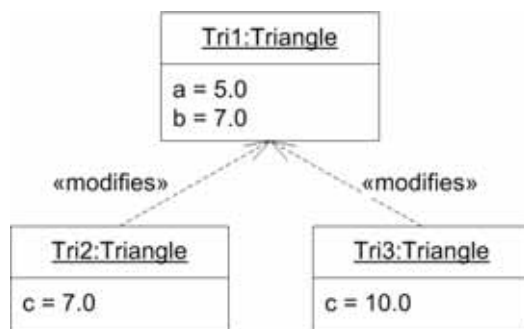 Tri1:Triangle
a = 5.0
b = 7.0
«modifies» «modifies»
Tri2:Triangle Tri3:Triangle
c = 7.0 c = 10.0